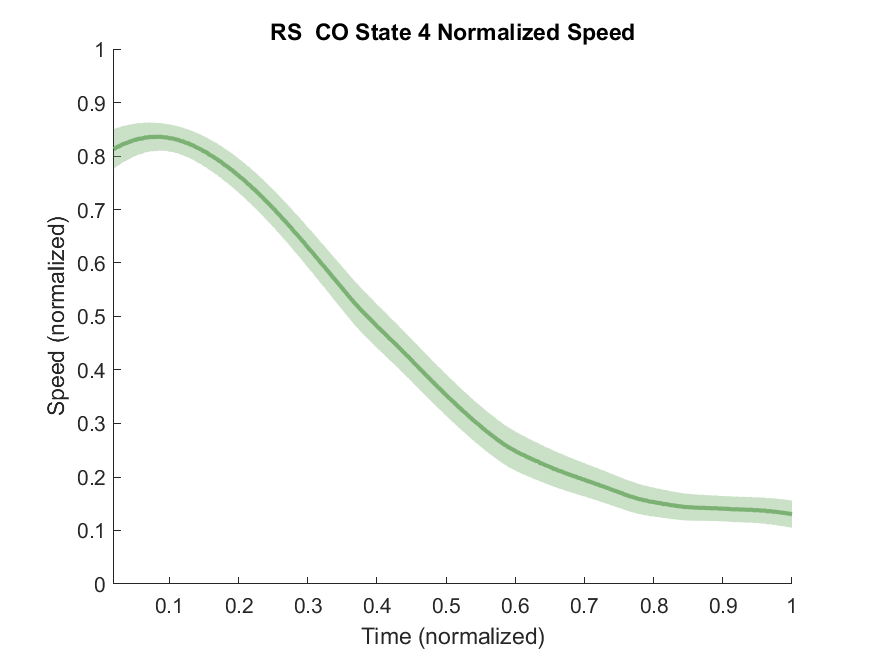 RS  CO State 4 Normalized Speed
1
0.9
0.8
0.7
0.6
0.5
0.4
0.3
0.2
0.1
0
Speed (normalized)
0.1 0.2 0.3 0.4 0.5 0.6 0.7 0.8 0.9 1
Time (normalized)